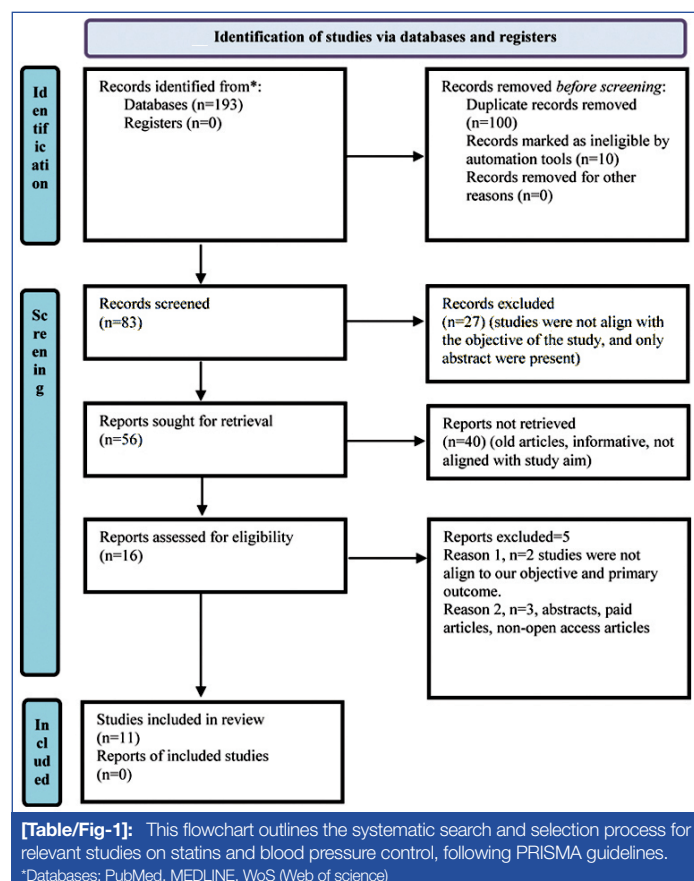 Identification of studies via databases and registers
Id
en
tif
ic
ati
on
Records identified from*:
Databases (n=193)
Registers (n=0)
Records removed before screening:
Duplicate records removed
(n=100)
Records marked as ineligible by
automation tools (n=10)
Records removed for other
reasons (n=0)
Sc
re
en
in
g
Records screened
(n=83)
Records excluded
(n=27) (studies were not align with
the objective of the study, and only
abstract were present)
Reports sought for retrieval
(n=56)
Reports not retrieved
(n=40) (old articles, informative, not
aligned with study aim)
Reports assessed for eligibility
(n=16)
Reports excluded=5
Reason 1, n=2 studies were not
align to our objective and primary
outcome.
Reason 2, n=3, abstracts, paid
articles, non-open access articles
In
cl
ud
ed
Studies included in review
(n=11)
Reports of included studies
(n=0)
[Table/Fig-1]: This flowchart outlines the systematic search and selection process for
relevant studies on statins and blood pressure control, following PRISMA guidelines.
*Databases: PubMed, MEDLINE, WoS (Web of science)